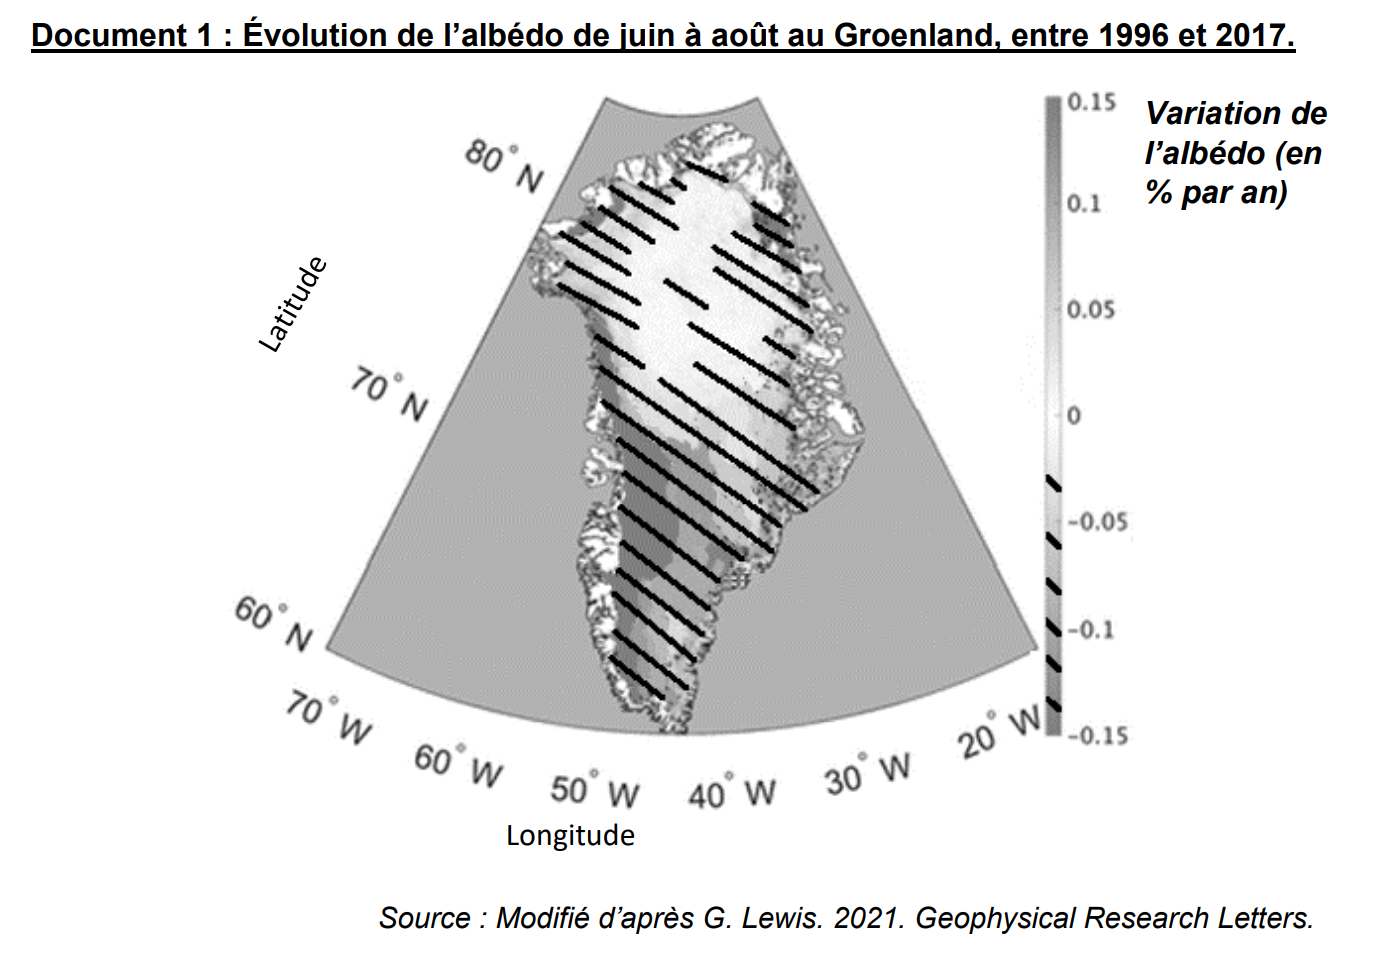 Document 1 : Évolution de l’albédo de juin à août au Groenland, entre 1996 et 2017.
0.15
Variation de
l’albédo (en
% par an)
80° N
0.1
Latitude
0.05
70° N
0
−0.05
60° N
−0.1
70° W
60° W
50° W
40° W
30° W
20° W
−0.15
Longitude
Source : Modifié d’après G. Lewis. 2021. Geophysical Research Letters.